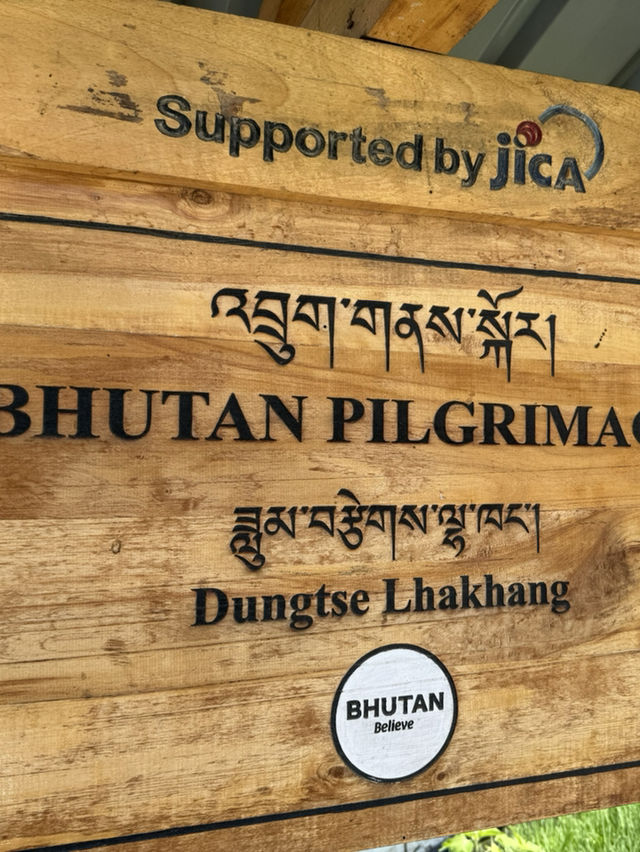 Supported by jica
འབྲུག་གནས་སྐོར།
BHUTAN PILGRIMAG
ཟླུམ་བརྩེགས་ལྷ་ཁང་།
Dungtse Lhakhang
BHUTAN
Believe